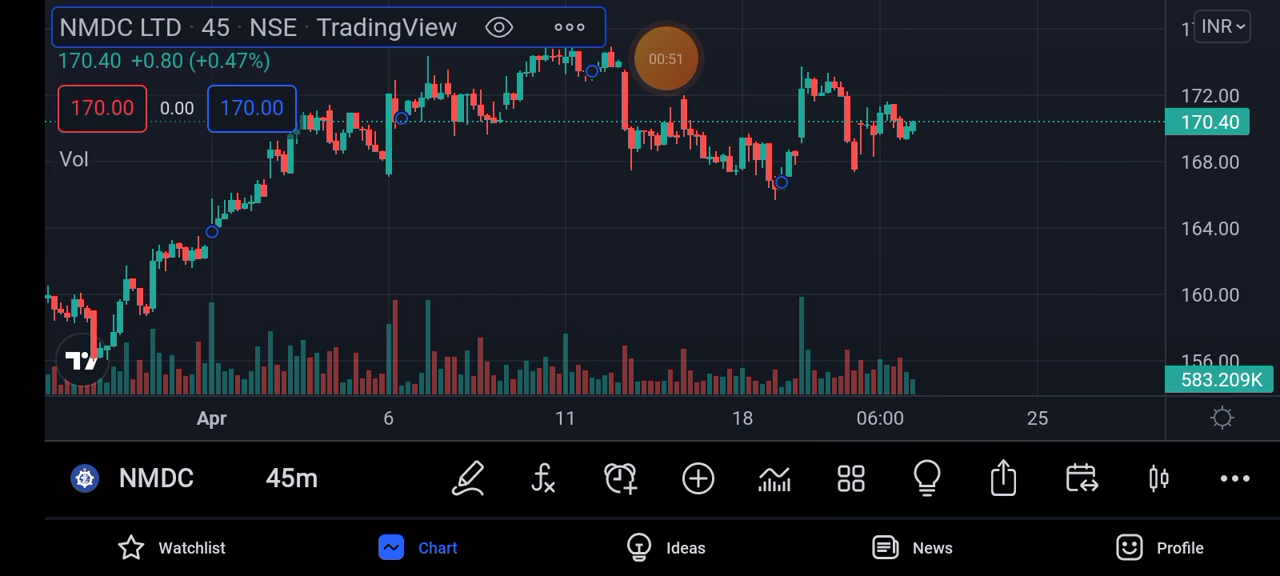 NMDC LTD · 45 · NSE · TradingView
170.40 +0.80 (+0.47%)
170.00 0.00 170.00
Vol
00:51
INR
172.00
170.40
168.00
164.00
160.00
156.00
583.209K
Apr 6 11 18 06:00 25
NMDC 45m
Watchlist Chart Ideas News Profile